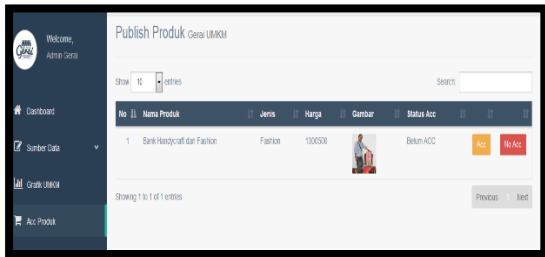 Gerai
Welcome,
Admin Gerai
Dashboard
Sumber Data
Grafik UMKM
Acc Produk
Publish Produk Gerai UMKM
Show 10 entries
Search:
No Nama Produk Jenis Harga Gambar Status Acc
1 Bank Handycraft dan Fashion Fashion 1300500 Belum ACC Acc No Acc
Showing 1 to 1 of 1 entries
Previous 1 Next